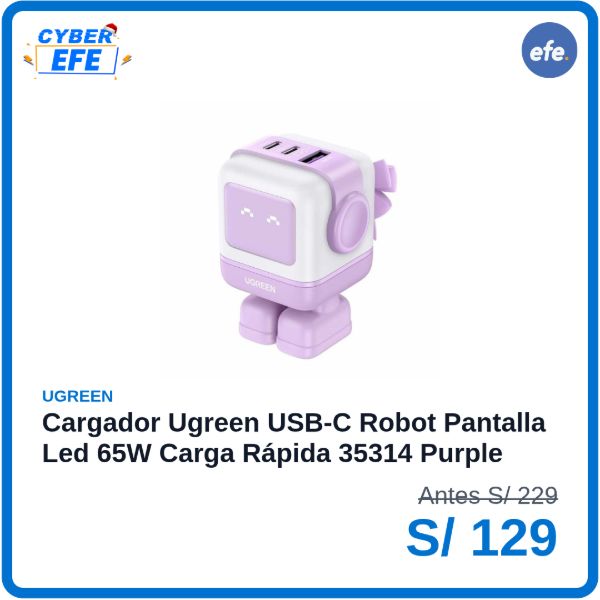 CYBER
EFE
efe.
UGREEN
UGREEN
Cargador Ugreen USB-C Robot Pantalla
Led 65W Carga Rápida 35314 Purple
Antes S/ 229
S/ 129